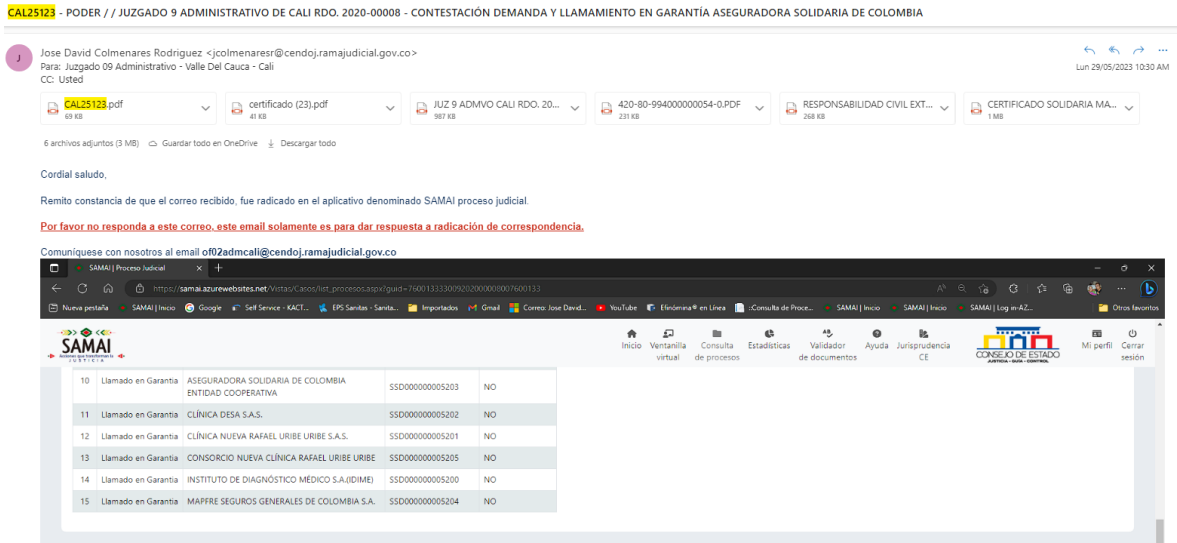 CAL25123 - PODER / / JUZGADO 9 ADMINISTRATIVO DE CALI RDO. 2020-00008 - CONTESTACIÓN DEMANDA Y LLAMAMIENTO EN GARANTÍA ASEGURADORA SOLIDARIA DE COLOMBIA
J
Jose David Colmenares Rodriguez <jcolmenaresr@cendoj.ramajudicial.gov.co>
Para: Juzgado 09 Administrativo - Valle Del Cauca - Cali
CC: Usted
Lun 29/05/2023 10:30 AM
CAL25123.pdf
69 KB
certificado (23).pdf
41 KB
JUZ 9 ADMVO CALI RDO. 20...
987 KB
420-80-994000000054-0.PDF
231 KB
RESPONSABILIDAD CIVIL EXT...
268 KB
CERTIFICADO SOLIDARIA MA...
1 MB
6 archivos adjuntos (3 MB) Guardar todo en OneDrive Descargar todo
Cordial saludo,
Remito constancia de que el correo recibido, fue radicado en el aplicativo denominado SAMAI proceso judicial.
Por favor no responda a este correo, este email solamente es para dar respuesta a radicación de correspondencia.
Comuníquese con nosotros al email of02admcali@cendoj.ramajudicial.gov.co
SAMAI | Proceso Judicial
https://samai.azurewebsites.net/Vistas/Casos/list_procesos.aspx?guid=760013333009202000008007600133
Nueva pestaña SAMAI | Inicio Google Self Service - KACT... EPS Sanitas - Sanita... Importados Gmail Correo: Jose David... YouTube Efinómina® en Línea ::Consulta de Proce... SAMAI | Inicio SAMAI | Inicio SAMAI | Log in-AZ... Otros favoritos
SAMAI
JUSTICIA
Inicio Ventanilla virtual Consulta de procesos Estadísticas Validador de documentos Ayuda Jurisprudencia CE
CONSEJO DE ESTADO
JUSTICIA - GUÍA - CONTROL
Mi perfil Cerrar sesión
10 Llamado en Garantia ASEGURADORA SOLIDARIA DE COLOMBIA ENTIDAD COOPERATIVA SSD000000005203 NO
11 Llamado en Garantia CLÍNICA DESA S.A.S. SSD000000005202 NO
12 Llamado en Garantia CLÍNICA NUEVA RAFAEL URIBE URIBE S.A.S. SSD000000005201 NO
13 Llamado en Garantia CONSORCIO NUEVA CLÍNICA RAFAEL URIBE URIBE SSD000000005205 NO
14 Llamado en Garantia INSTITUTO DE DIAGNÓSTICO MÉDICO S.A.(IDIME) SSD000000005200 NO
15 Llamado en Garantia MAPFRE SEGUROS GENERALES DE COLOMBIA S.A. SSD000000005204 NO